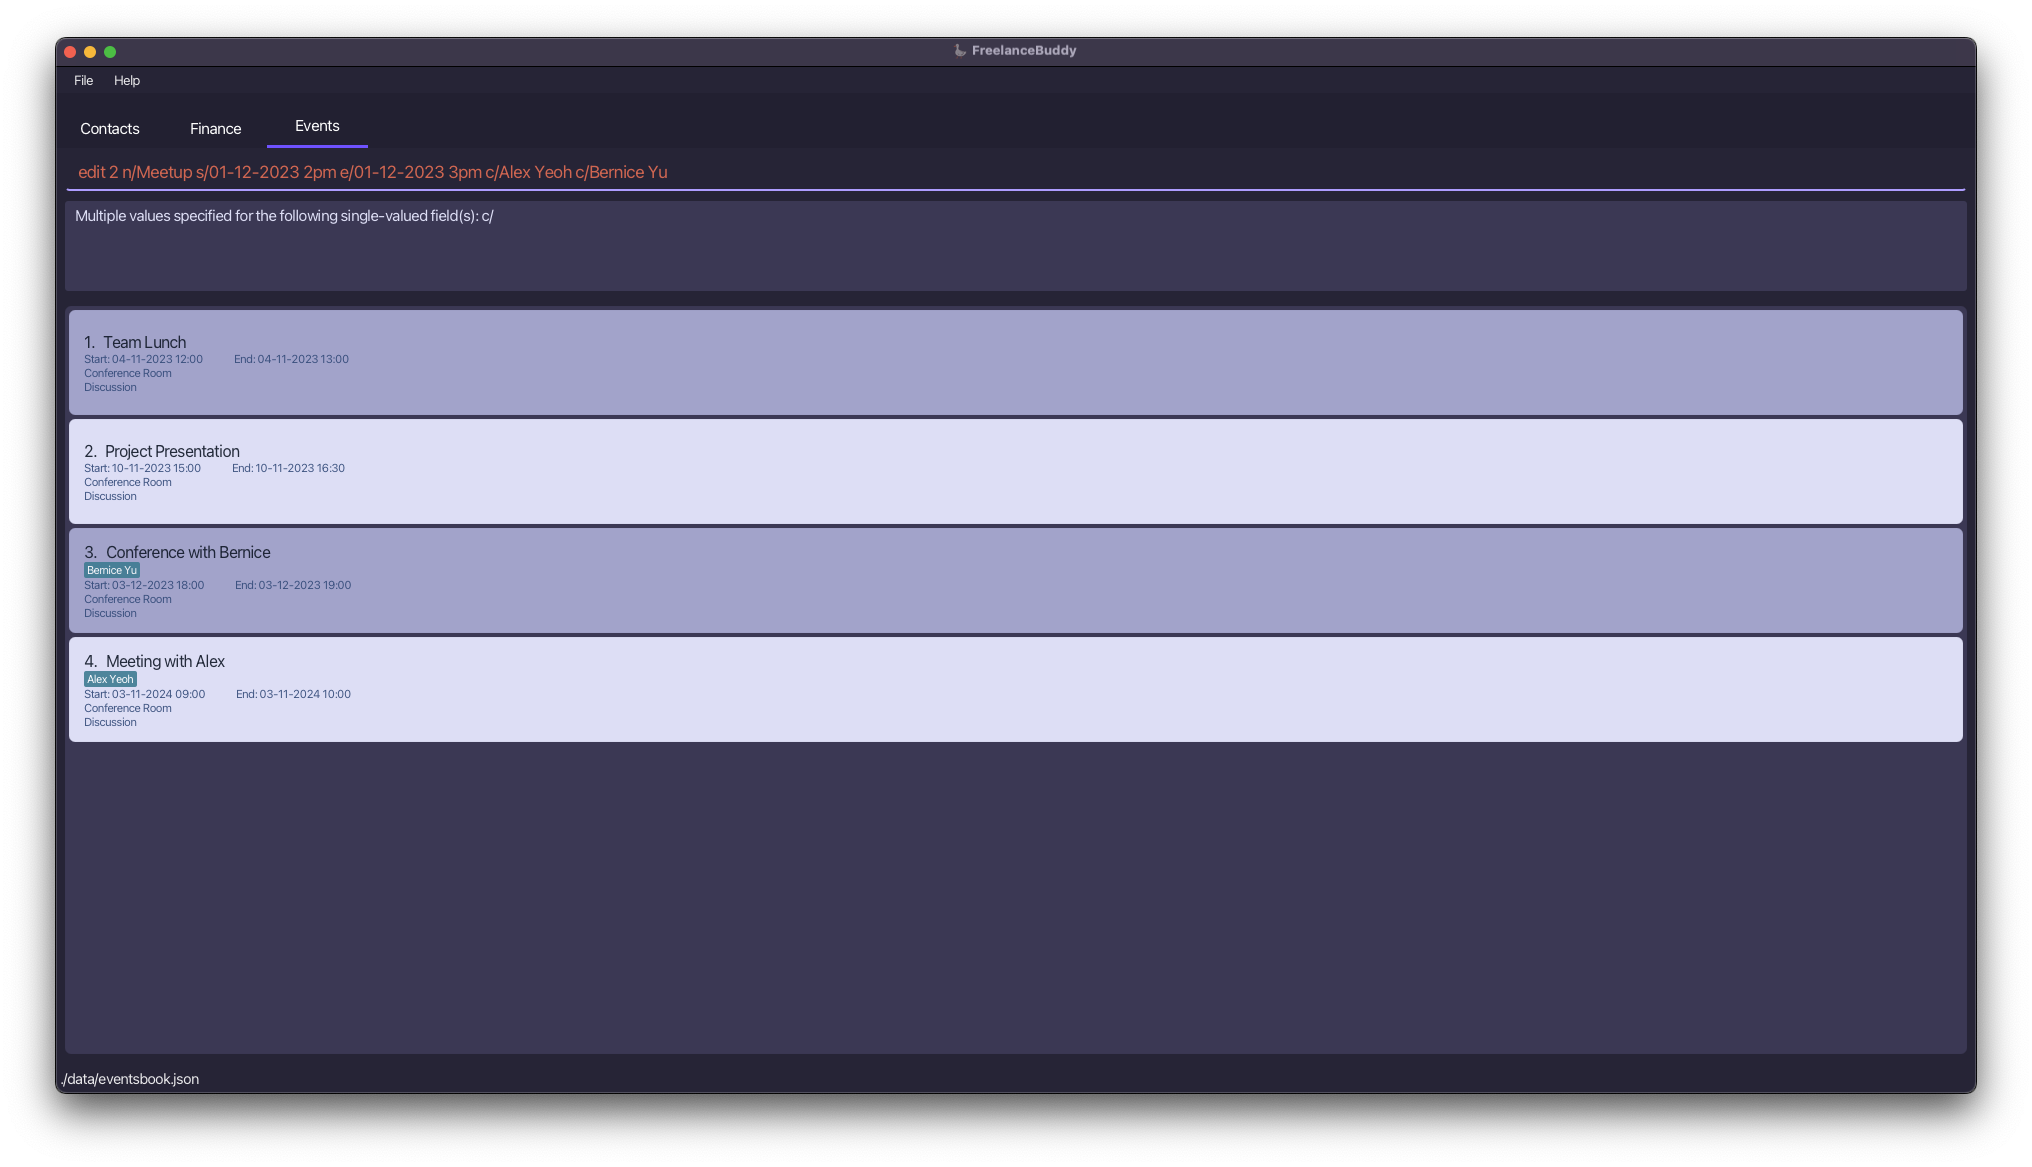 FreelanceBuddy
File Help
Contacts Finance Events
edit 2 n/Meetup s/01-12-2023 2pm e/01-12-2023 3pm c/Alex Yeoh c/Bernice Yu
Multiple values specified for the following single-valued field(s): c/
1. Team Lunch
Start: 04-11-2023 12:00 End: 04-11-2023 13:00
Conference Room
Discussion
2. Project Presentation
Start: 10-11-2023 15:00 End: 10-11-2023 16:30
Conference Room
Discussion
3. Conference with Bernice
Bernice Yu
Start: 03-12-2023 18:00 End: 03-12-2023 19:00
Conference Room
Discussion
4. Meeting with Alex
Alex Yeoh
Start: 03-11-2024 09:00 End: 03-11-2024 10:00
Conference Room
Discussion
./data/eventsbook.json